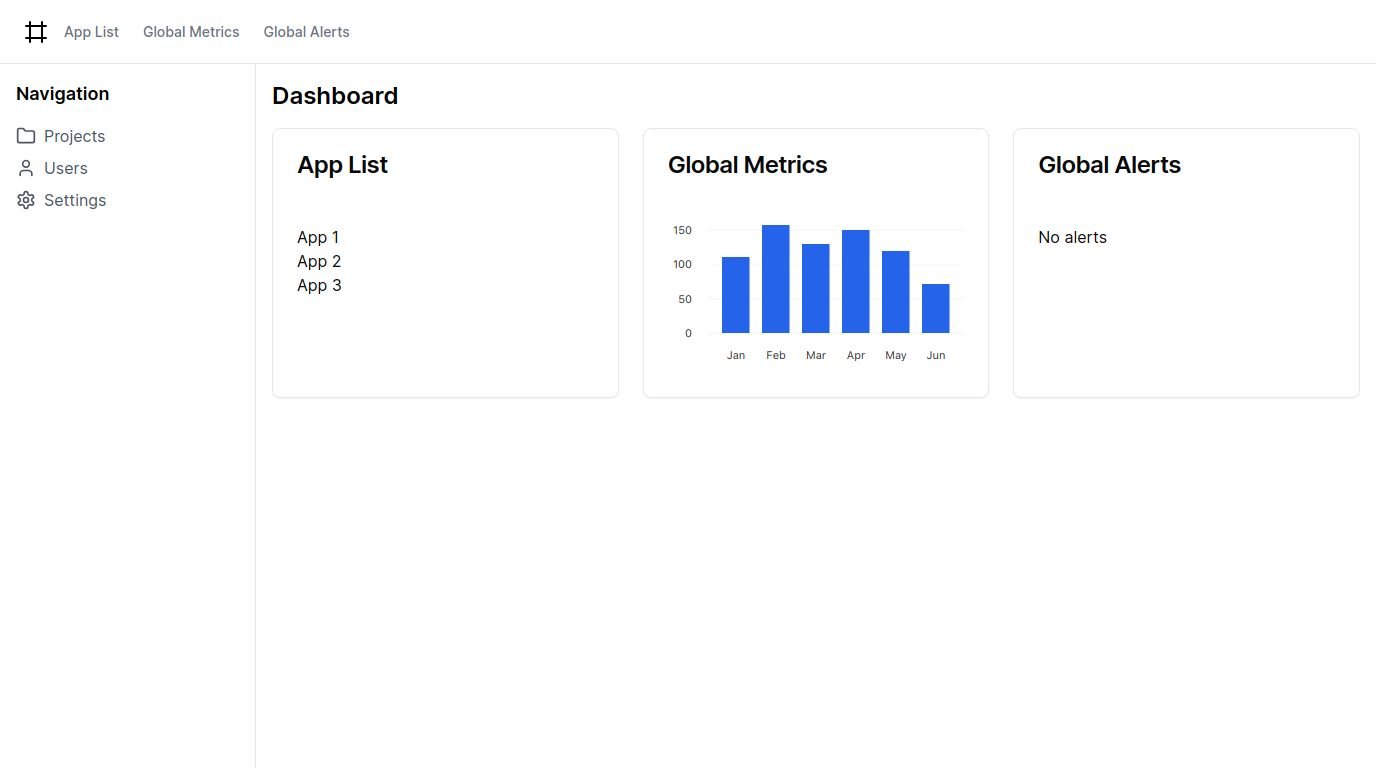 App List Global Metrics Global Alerts
Navigation
Projects
Users
Settings
Dashboard
App List
App 1
App 2
App 3
Global Metrics
150
100
50
0
Jan Feb Mar Apr May Jun
Global Alerts
No alerts